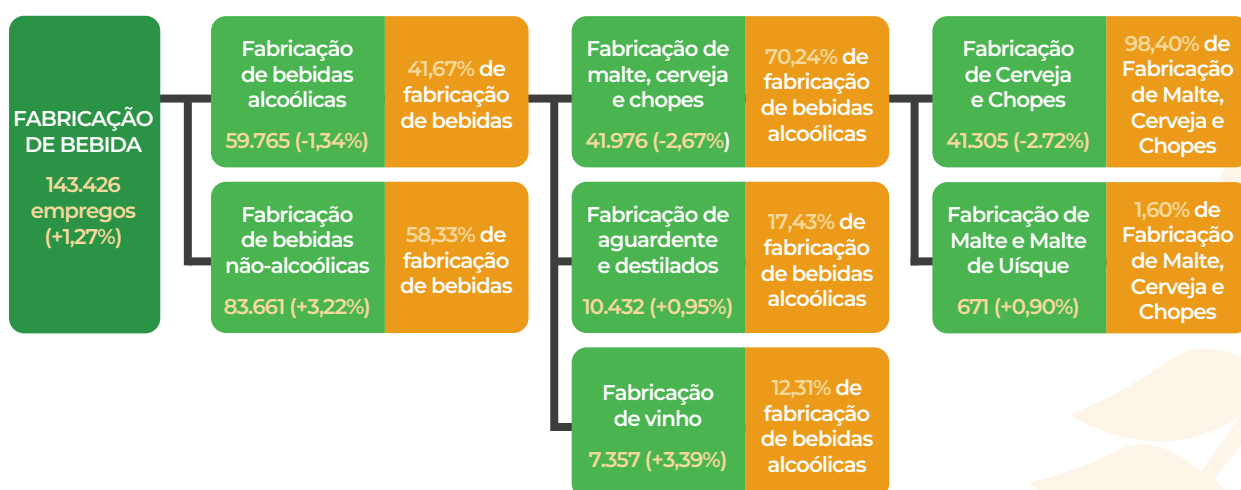 FABRICAÇÃO
DE BEBIDA
143.426
empregos
(+1,27%)
Fabricação
de bebidas
alcoólicas
59.765 (-1,34%)
41,67% de
fabricação
de bebidas
Fabricação
de bebidas
não-alcoólicas
83.661 (+3,22%)
58,33% de
fabricação
de bebidas
Fabricação de
malte, cerveja
e chopes
41.976 (-2,67%)
70,24% de
fabricação
de bebidas
alcoólicas
Fabricação de
aguardente
e destilados
10.432 (+0,95%)
17,43% de
fabricação
de bebidas
alcoólicas
Fabricação
de vinho
7.357 (+3,39%)
12,31% de
fabricação
de bebidas
alcoólicas
Fabricação
de Cerveja
e Chopes
41.305 (-2.72%)
98,40% de
Fabricação
de Malte,
Cerveja e
Chopes
Fabricação de
Malte e Malte
de Uísque
671 (+0,90%)
1,60% de
Fabricação
de Malte,
Cerveja e
Chopes